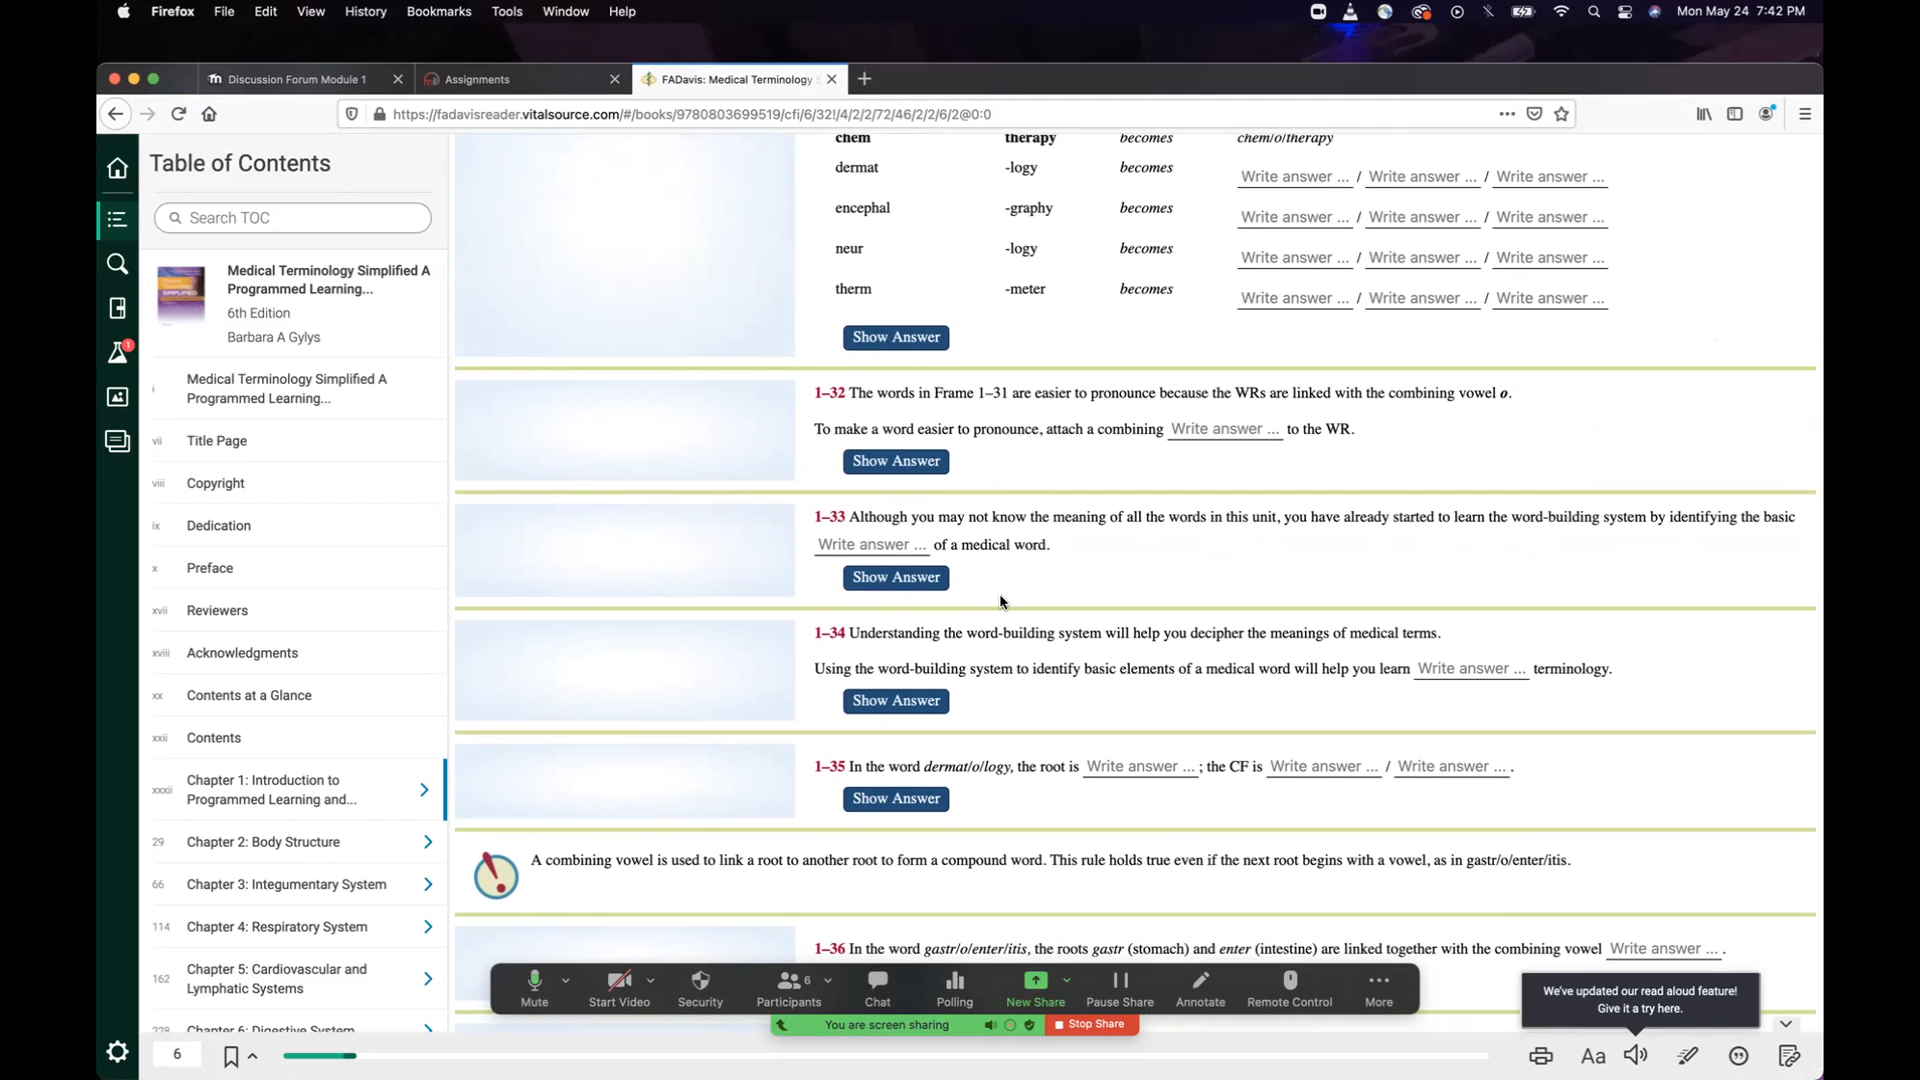 Firefox File Edit View History Bookmarks Tools Window Help Mon May 24 7:42 PM
Discussion Forum Module 1 Assignments FADavis: Medical Terminology S
https://fadavisreader.vitalsource.com/#/books/9780803699519/cfi/6/32!/4/2/2/72/46/2/2/6/2@0:0
Table of Contents
Search TOC
Medical Terminology Simplified A
Programmed Learning...
6th Edition
Barbara A Gylys
i Medical Terminology Simplified A
Programmed Learning...
vii Title Page
viii Copyright
ix Dedication
x Preface
xvii Reviewers
xviii Acknowledgments
xx Contents at a Glance
xxii Contents
xxxii Chapter 1: Introduction to
Programmed Learning and...
29 Chapter 2: Body Structure
66 Chapter 3: Integumentary System
114 Chapter 4: Respiratory System
162 Chapter 5: Cardiovascular and
Lymphatic Systems
228 Chapter 6: Digestive System
1
chem therapy becomes chem/o/therapy
dermat -logy becomes Write answer ... / Write answer ... / Write answer ...
encephal -graphy becomes Write answer ... / Write answer ... / Write answer ...
neur -logy becomes Write answer ... / Write answer ... / Write answer ...
therm -meter becomes Write answer ... / Write answer ... / Write answer ...
Show Answer
1–32 The words in Frame 1–31 are easier to pronounce because the WRs are linked with the combining vowel o.
To make a word easier to pronounce, attach a combining Write answer ... to the WR.
Show Answer
1–33 Although you may not know the meaning of all the words in this unit, you have already started to learn the word-building system by identifying the basic
Write answer ... of a medical word.
Show Answer
1–34 Understanding the word-building system will help you decipher the meanings of medical terms.
Using the word-building system to identify basic elements of a medical word will help you learn Write answer ... terminology.
Show Answer
1–35 In the word dermat/o/logy, the root is Write answer ... ; the CF is Write answer ... / Write answer ... .
Show Answer
A combining vowel is used to link a root to another root to form a compound word. This rule holds true even if the next root begins with a vowel, as in gastr/o/enter/itis.
1–36 In the word gastr/o/enter/itis, the roots gastr (stomach) and enter (intestine) are linked together with the combining vowel Write answer ... .
6
Mute Start Video Security Participants Chat Polling New Share Pause Share Annotate Remote Control More
You are screen sharing Stop Share
We've updated our read aloud feature!
Give it a try here.
6 Aa